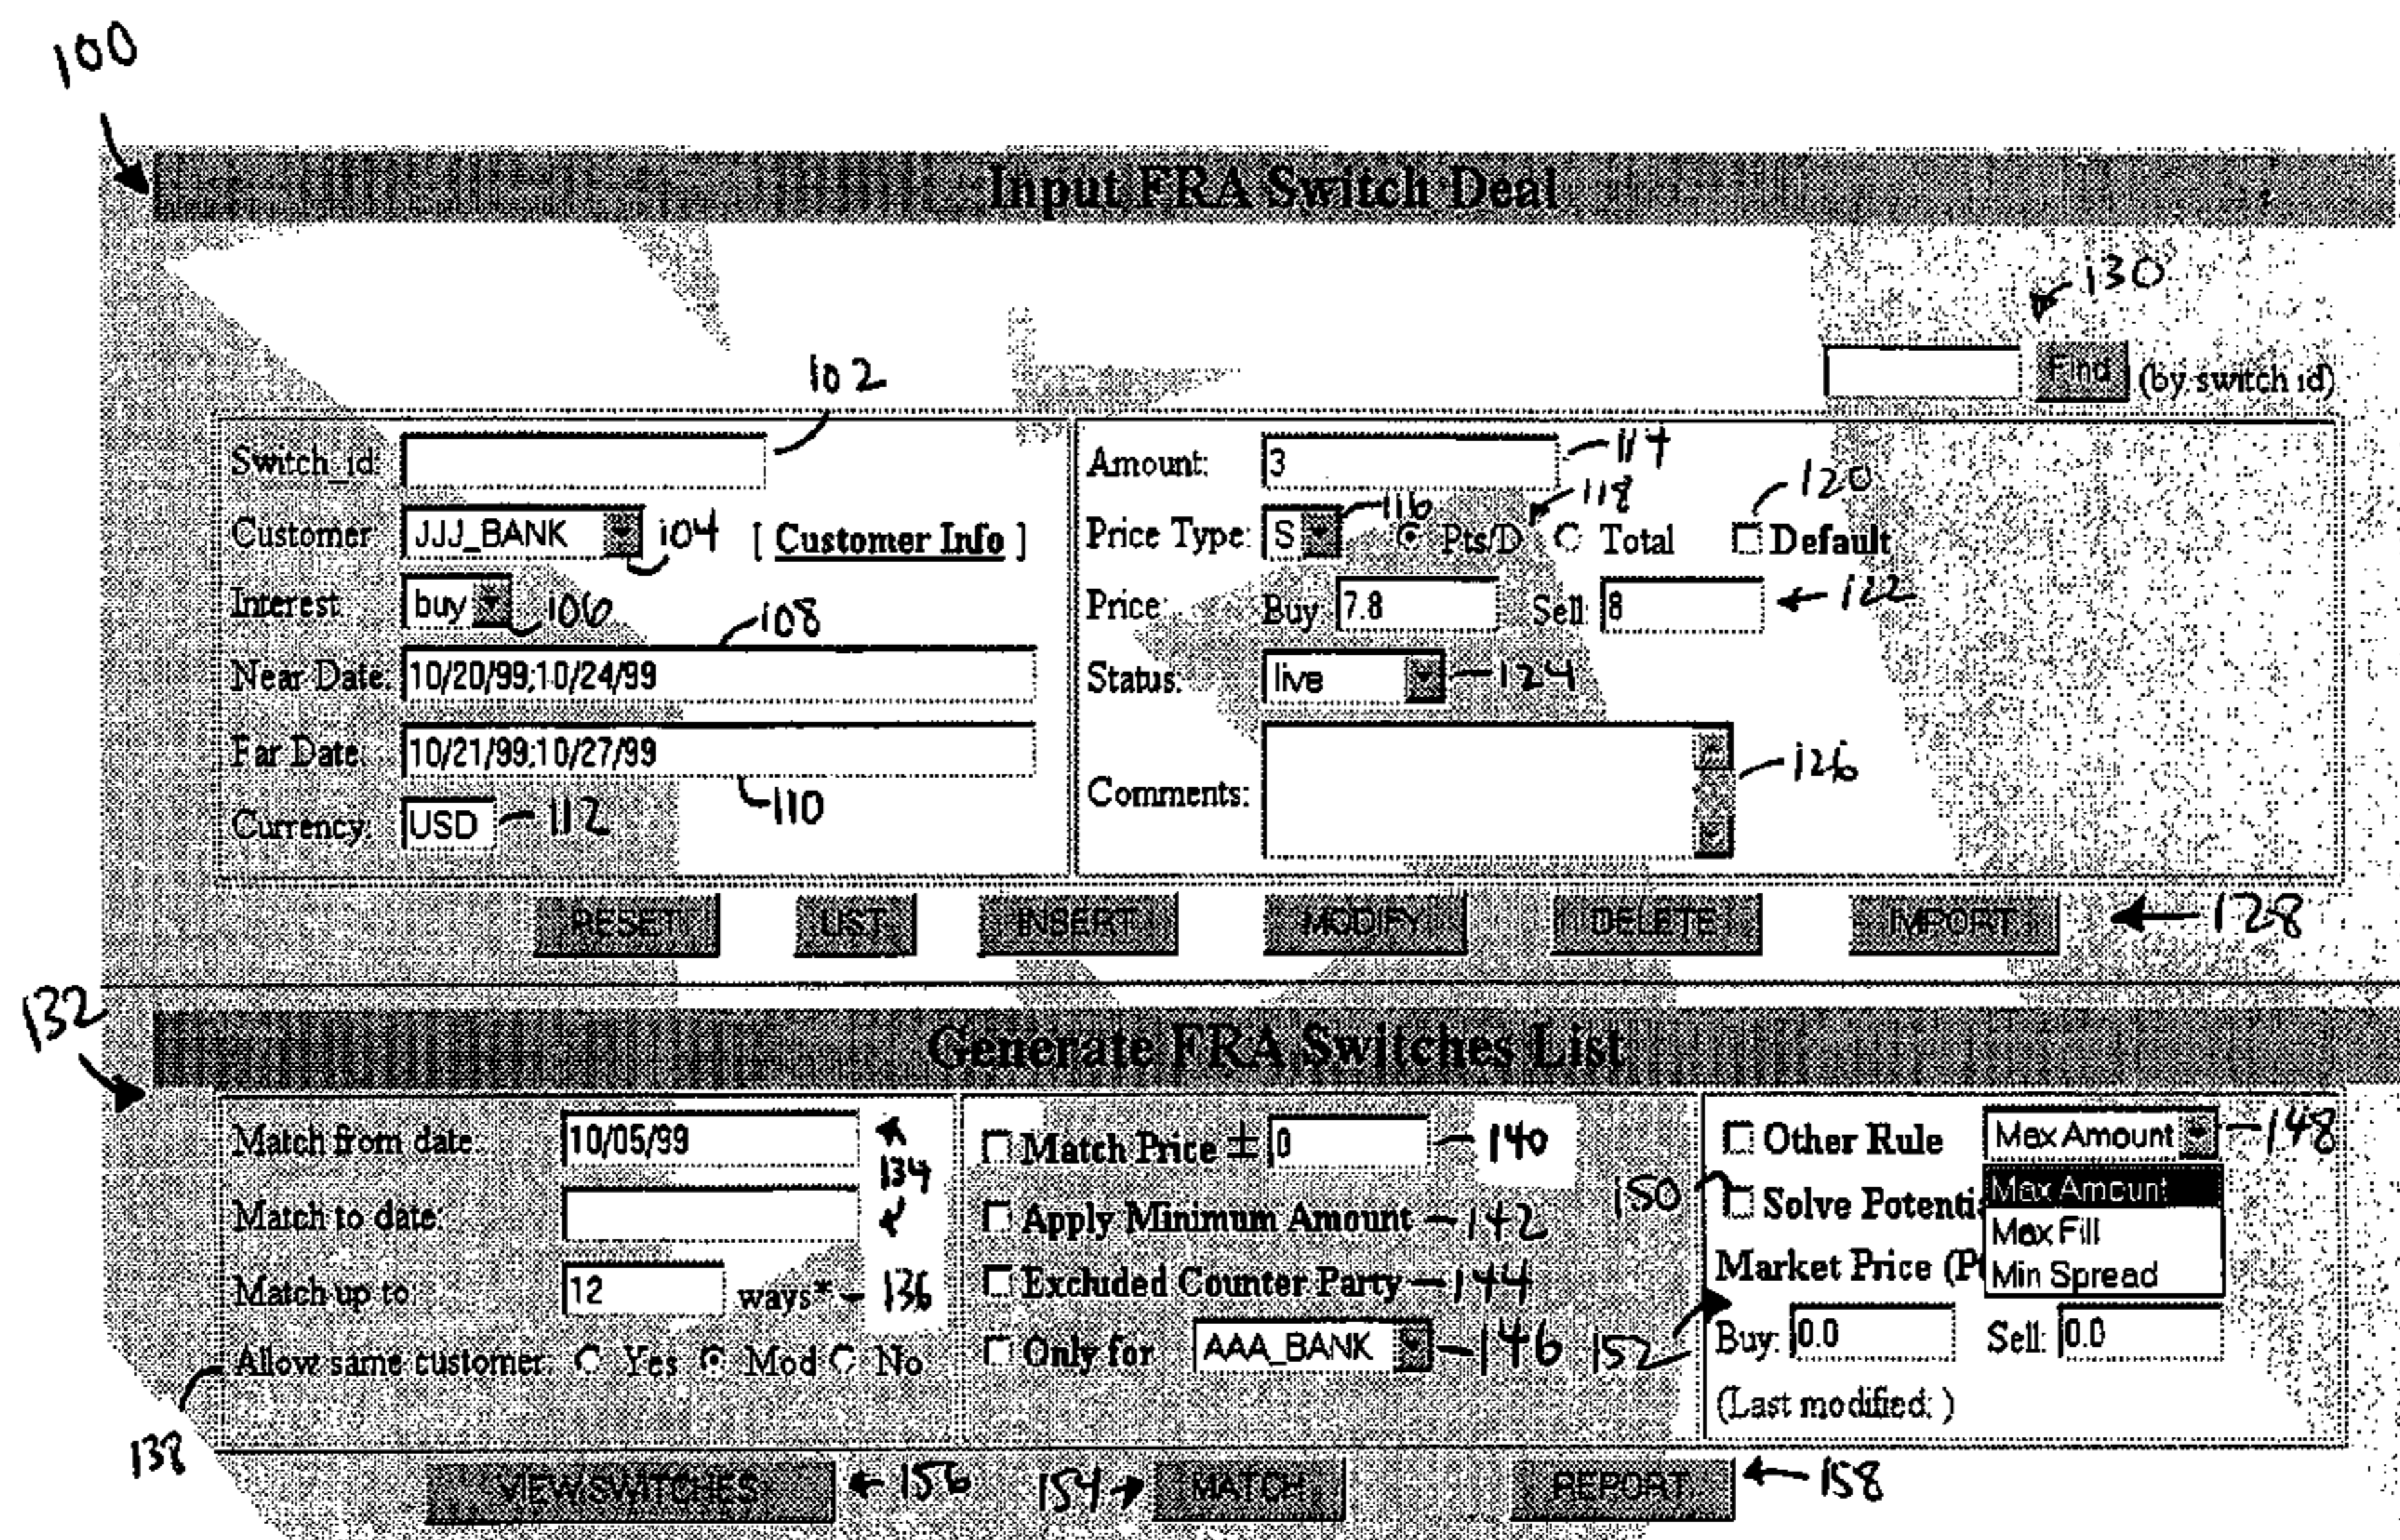 100
Input FRA Switch Deal
130
Find (by switch id)
102
Switch_id: Amount: 3 114
Customer: JJJ_BANK 104 [ Customer Info ] Price Type: S 116 Pts/D 118 Total 120 Default
Interest: buy 106 Price: Buy: 7.8 Sell: 8 122
108
Near Date: 10/20/99;10/24/99 Status: live 124
Far Date: 10/21/99;10/27/99
110
Currency: USD 112 Comments: 126
RESET LIST INSERT MODIFY DELETE IMPORT 128
132
Generate FRA Switches List
Match from date: 10/05/99 134 Match Price ± 0 140 Other Rule Max Amount 148
Match to date: Apply Minimum Amount 142 150 Solve Potenti Max Amount
Max Fill
Match up to: 12 ways* 136 Excluded Counter Party 144 Market Price (P Min Spread
Allow same customer: Yes Mod No Only for AAA_BANK 146 152 Buy: 0.0 Sell: 0.0
138
(Last modified: )
VIEW SWITCHES 156 154 MATCH REPORT 158